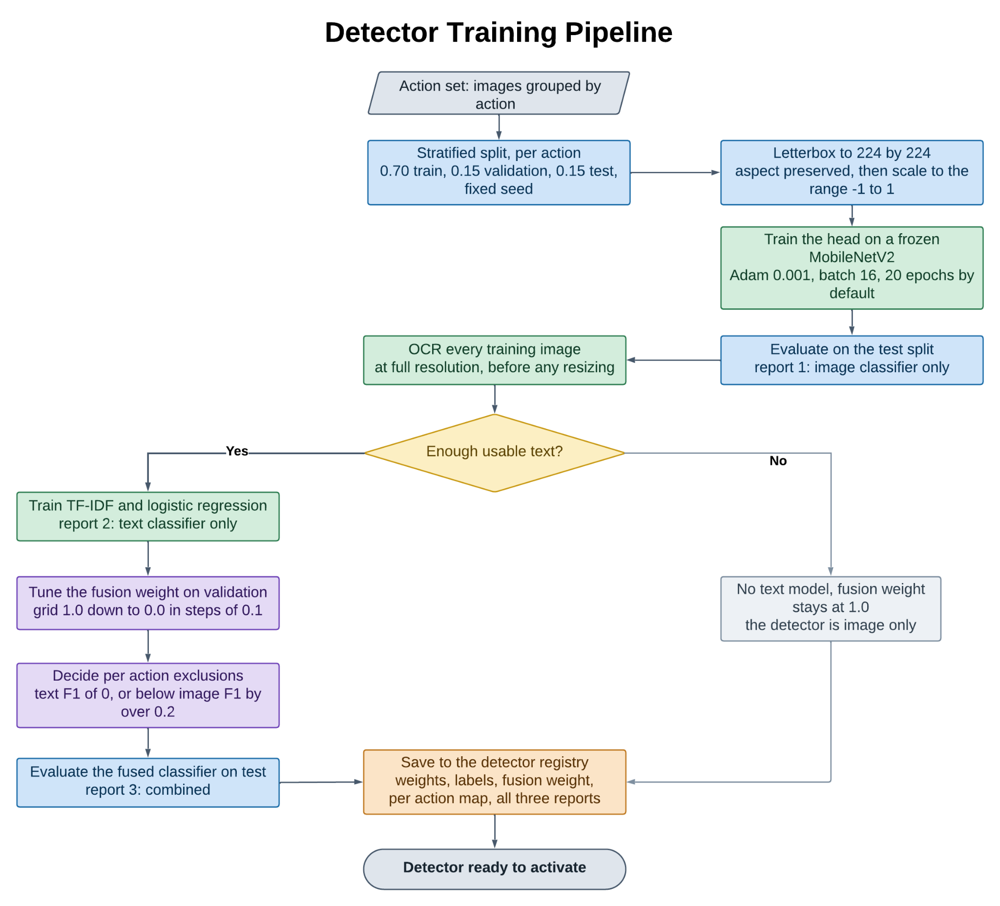 Detector Training Pipeline
Action set: images grouped by
action
Stratified split, per action
0.70 train, 0.15 validation, 0.15 test,
fixed seed
Letterbox to 224 by 224
aspect preserved, then scale to the
range -1 to 1
Train the head on a frozen
MobileNetV2
Adam 0.001, batch 16, 20 epochs by
default
Evaluate on the test split
report 1: image classifier only
OCR every training image
at full resolution, before any resizing
Enough usable text?
Yes
No
Train TF-IDF and logistic regression
report 2: text classifier only
Tune the fusion weight on validation
grid 1.0 down to 0.0 in steps of 0.1
Decide per action exclusions
text F1 of 0, or below image F1 by
over 0.2
Evaluate the fused classifier on test
report 3: combined
No text model, fusion weight
stays at 1.0
the detector is image only
Save to the detector registry
weights, labels, fusion weight,
per action map, all three reports
Detector ready to activate